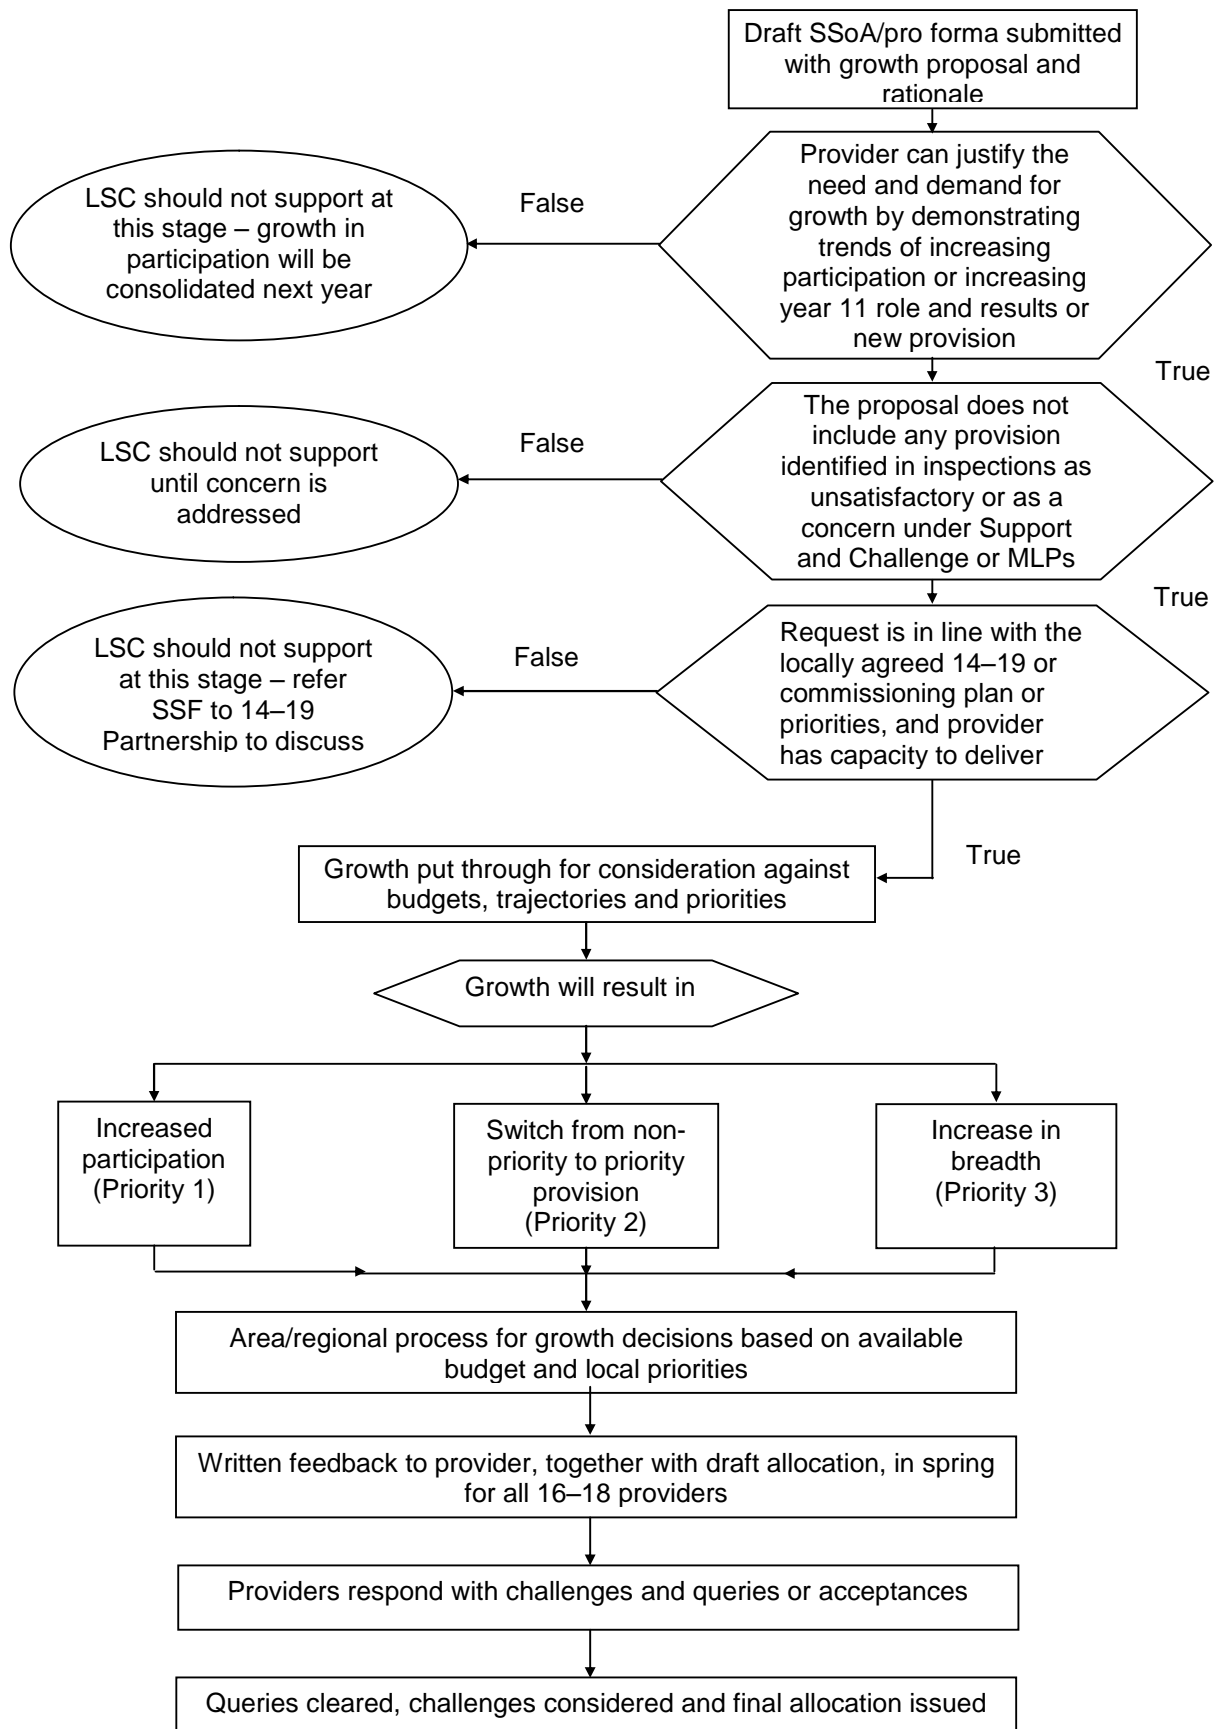 Draft SSoA/pro forma submitted
with growth proposal and
rationale
Provider can justify the
need and demand for
growth by demonstrating
trends of increasing
participation or increasing
year 11 role and results or
new provision
False
LSC should not support at
this stage – growth in
participation will be
consolidated next year
True
The proposal does not
include any provision
identified in inspections as
unsatisfactory or as a
concern under Support
and Challenge or MLPs
False
LSC should not support
until concern is
addressed
True
Request is in line with the
locally agreed 14–19 or
commissioning plan or
priorities, and provider
has capacity to deliver
False
LSC should not support
at this stage – refer
SSF to 14–19
Partnership to discuss
True
Growth put through for consideration against
budgets, trajectories and priorities
Growth will result in
Increased
participation
(Priority 1)
Switch from non-
priority to priority
provision
(Priority 2)
Increase in
breadth
(Priority 3)
Area/regional process for growth decisions based on available
budget and local priorities
Written feedback to provider, together with draft allocation, in spring
for all 16–18 providers
Providers respond with challenges and queries or acceptances
Queries cleared, challenges considered and final allocation issued